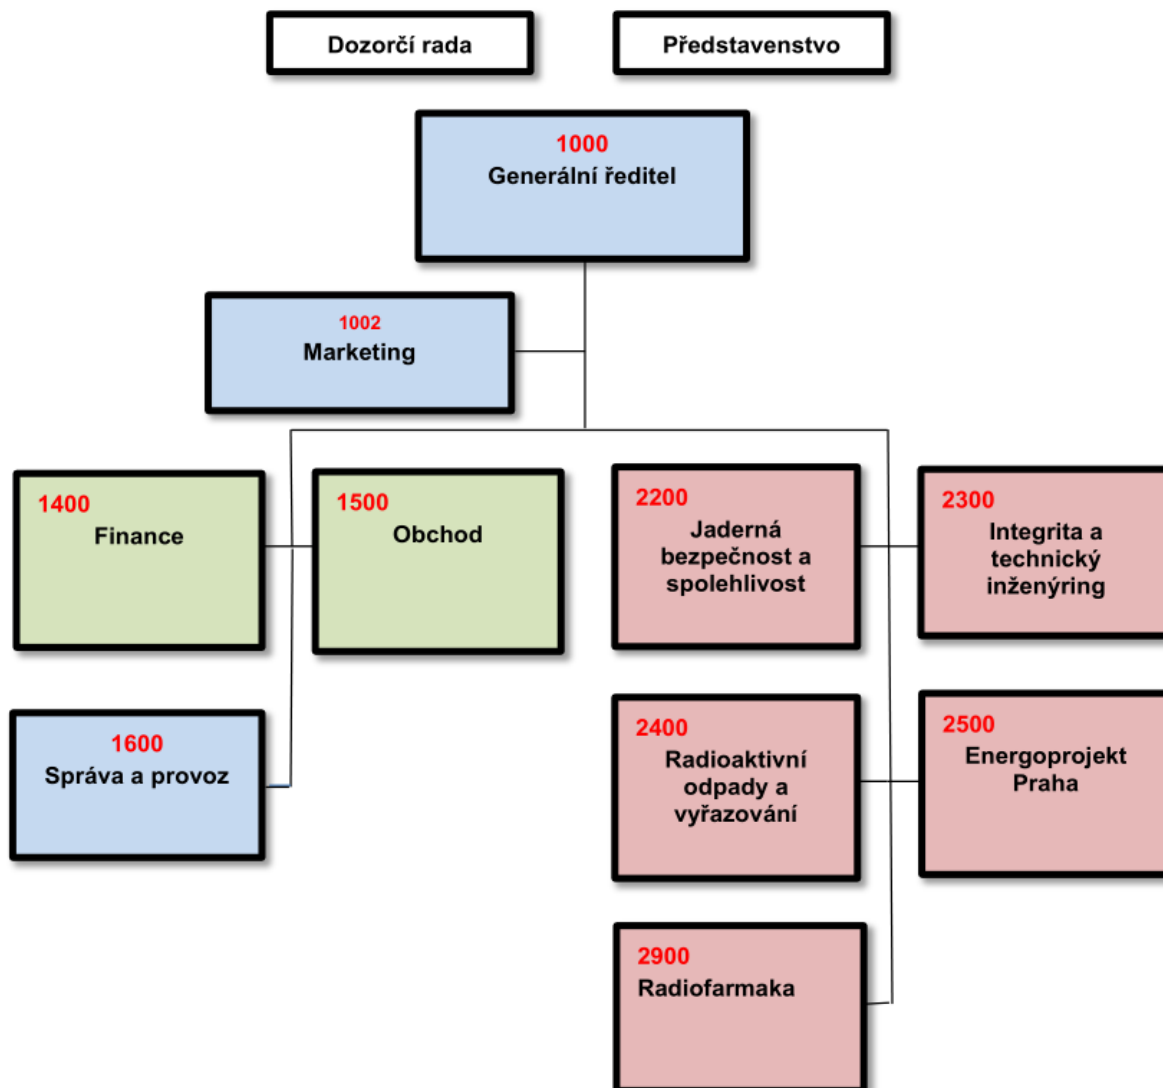 Dozorčí rada
Představenstvo
1000
Generální ředitel
1002
Marketing
1400
Finance
1500
Obchod
2200
Jaderná
bezpečnost a
spolehlivost
2300
Integrita a
technický
inženýring
1600
Správa a provoz
2400
Radioaktivní
odpady a
vyřazování
2500
Energoprojekt
Praha
2900
Radiofarmaka